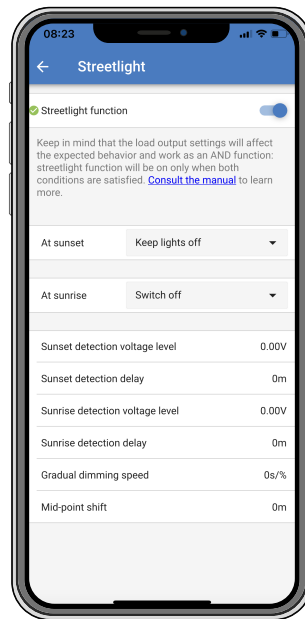 08:23
Streetlight
Streetlight function
Keep in mind that the load output settings will affect
the expected behavior and work as an AND function:
streetlight function will be on only when both
conditions are satisfied. Consult the manual to learn
more.
At sunset Keep lights off
At sunrise Switch off
Sunset detection voltage level 0.00V
Sunset detection delay 0m
Sunrise detection voltage level 0.00V
Sunrise detection delay 0m
Gradual dimming speed 0s/%
Mid-point shift 0m